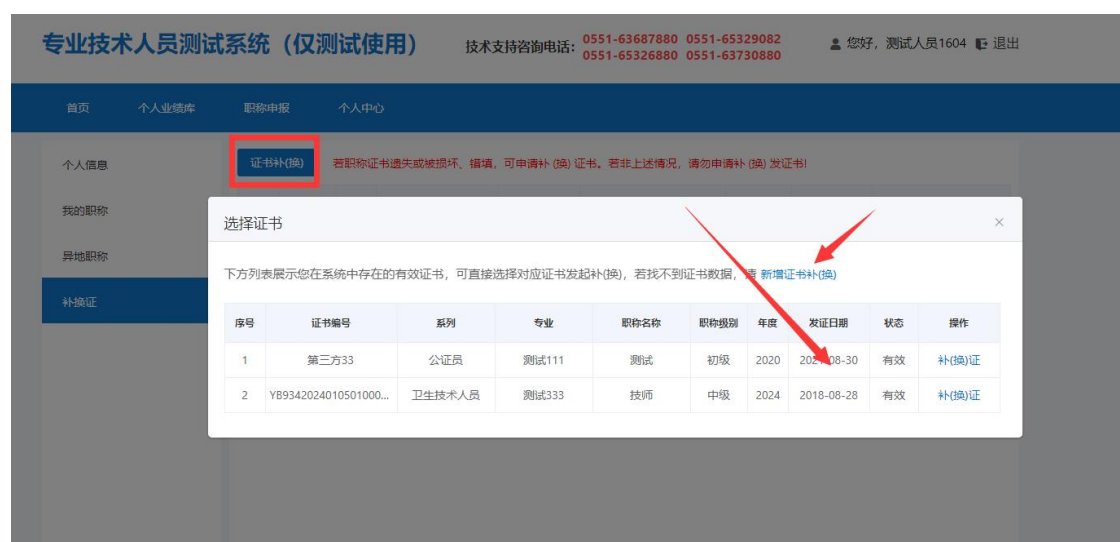 专业技术人员测试系统（仅测试使用）
技术支持咨询电话：
0551-63687880 0551-65329082
0551-65326880 0551-63730880
您好，测试人员1604 退出
首页 个人业绩库 职称申报 个人中心
个人信息
我的职称
异地职称
补换证
证书补(换) 若职称证书遗失或被损坏、错填，可申请补 (换) 证书。若非上述情况，请勿申请补 (换) 发证书!
选择证书 ×
下方列表展示您在系统中存在的有效证书，可直接选择对应证书发起补(换)，若找不到证书数据，请 新增证书补(换)
序号 证书编号 系列 专业 职称名称 职称级别 年度 发证日期 状态 操作
1 第三方33 公证员 测试111 测试 初级 2020 2021-08-30 有效 补(换)证
2 YB9342024010501000... 卫生技术人员 测试333 技师 中级 2024 2018-08-28 有效 补(换)证